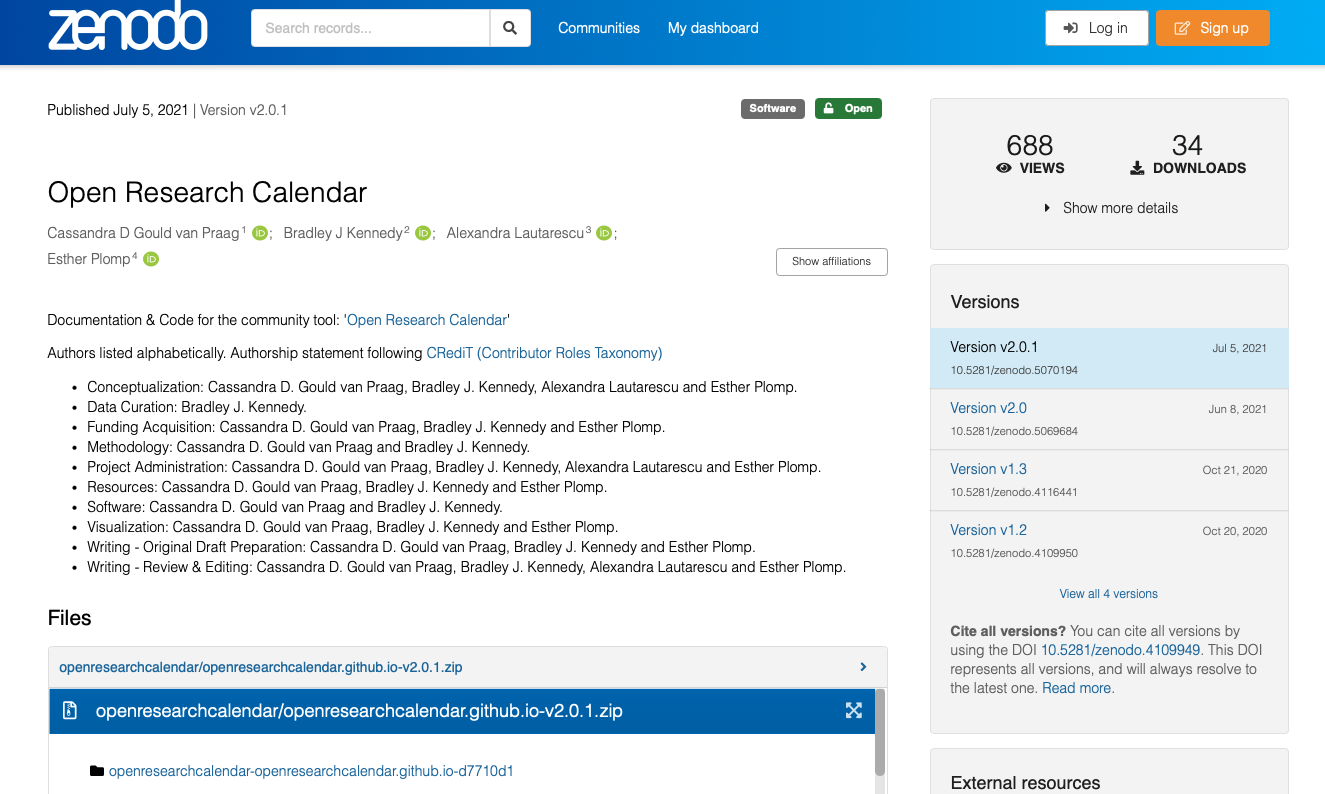 zenodo
Search records...
Communities
My dashboard
Log in
Sign up
Published July 5, 2021 | Version v2.0.1
Software
Open
Open Research Calendar
Cassandra D Gould van Praag1 iD; Bradley J Kennedy2 iD; Alexandra Lautarescu3 iD;
Esther Plomp4 iD
Show affiliations
Documentation & Code for the community tool: 'Open Research Calendar'
Authors listed alphabetically. Authorship statement following CRediT (Contributor Roles Taxonomy)
• Conceptualization: Cassandra D. Gould van Praag, Bradley J. Kennedy, Alexandra Lautarescu and Esther Plomp.
• Data Curation: Bradley J. Kennedy.
• Funding Acquisition: Cassandra D. Gould van Praag, Bradley J. Kennedy and Esther Plomp.
• Methodology: Cassandra D. Gould van Praag and Bradley J. Kennedy.
• Project Administration: Cassandra D. Gould van Praag, Bradley J. Kennedy, Alexandra Lautarescu and Esther Plomp.
• Resources: Cassandra D. Gould van Praag, Bradley J. Kennedy and Esther Plomp.
• Software: Cassandra D. Gould van Praag and Bradley J. Kennedy.
• Visualization: Cassandra D. Gould van Praag, Bradley J. Kennedy and Esther Plomp.
• Writing - Original Draft Preparation: Cassandra D. Gould van Praag, Bradley J. Kennedy and Esther Plomp.
• Writing - Review & Editing: Cassandra D. Gould van Praag, Bradley J. Kennedy, Alexandra Lautarescu and Esther Plomp.
Files
openresearchcalendar/openresearchcalendar.github.io-v2.0.1.zip
openresearchcalendar/openresearchcalendar.github.io-v2.0.1.zip
openresearchcalendar-openresearchcalendar.github.io-d7710d1
688
VIEWS
34
DOWNLOADS
Show more details
Versions
Version v2.0.1 Jul 5, 2021
10.5281/zenodo.5070194
Version v2.0 Jun 8, 2021
10.5281/zenodo.5069684
Version v1.3 Oct 21, 2020
10.5281/zenodo.4116441
Version v1.2 Oct 20, 2020
10.5281/zenodo.4109950
View all 4 versions
Cite all versions? You can cite all versions by
using the DOI 10.5281/zenodo.4109949. This DOI
represents all versions, and will always resolve to
the latest one. Read more.
External resources